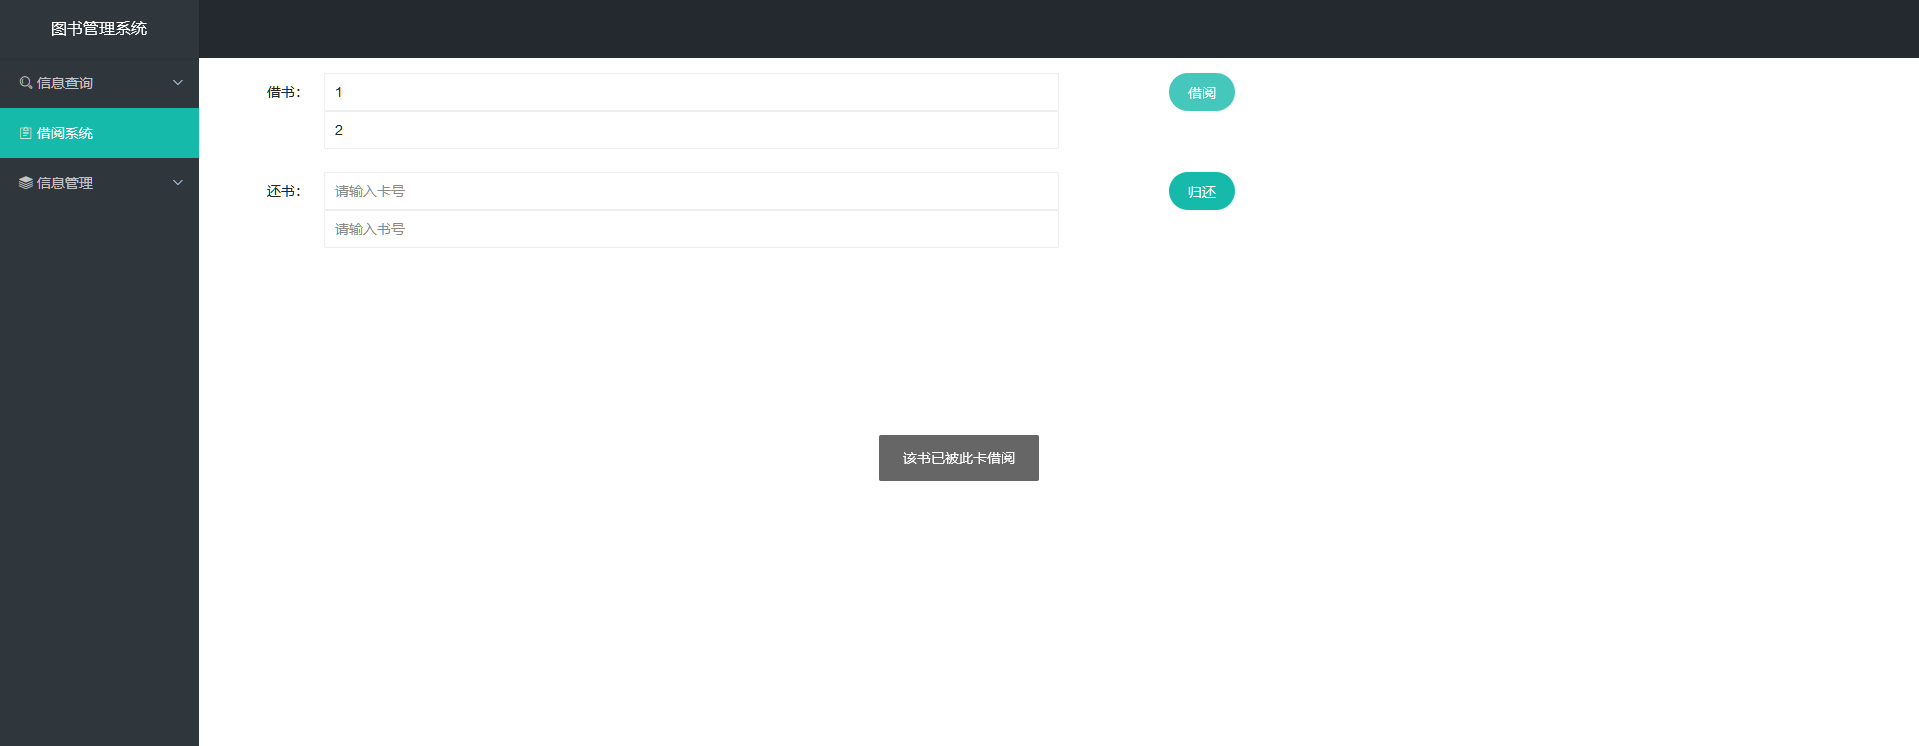 图书管理系统
信息查询
借阅系统
信息管理
借书：
1
借阅
2
还书：
请输入卡号
归还
请输入书号
该书已被此卡借阅